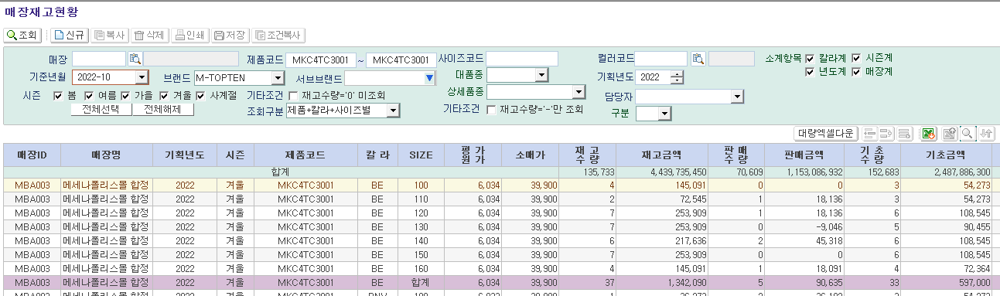 매장재고현황
조회 신규 복사 삭제 인쇄 저장 조건복사
매장 제품코드 MKC4TC3001 ~ MKC4TC3001 사이즈코드 컬러코드 소계항목 칼라계 시즌계
기준년월 2022-10 브랜드 M-TOPTEN 서브브랜드 대품종 기획년도 2022 년도계 매장계
시즌 봄 여름 가을 겨울 사계절 기타조건 재고수량='0' 미조회 상세품종 담당자
전체선택 전체해제 조회구분 제품+칼라+사이즈별 기타조건 재고수량='-'만 조회 구분
대량엑셀다운
매장ID 매장명 기획년도 시즌 제품코드 칼 라 SIZE 평 가 원 가 소매가 재 고 수 량 재고금액 판 매 수 량 판매금액 기 초 수 량 기초금액
합계 135,733 4,439,735,450 70,609 1,153,086,932 152,683 2,487,886,300
MBA003 메세나폴리스몰 합정 2022 겨울 MKC4TC3001 BE 100 6,034 39,900 4 145,091 0 0 3 54,273
MBA003 메세나폴리스몰 합정 2022 겨울 MKC4TC3001 BE 110 6,034 39,900 2 72,545 1 18,136 3 54,273
MBA003 메세나폴리스몰 합정 2022 겨울 MKC4TC3001 BE 120 6,034 39,900 7 253,909 1 18,136 6 108,545
MBA003 메세나폴리스몰 합정 2022 겨울 MKC4TC3001 BE 130 6,034 39,900 7 253,909 0 -9,046 5 90,455
MBA003 메세나폴리스몰 합정 2022 겨울 MKC4TC3001 BE 140 6,034 39,900 6 217,636 2 45,318 6 108,545
MBA003 메세나폴리스몰 합정 2022 겨울 MKC4TC3001 BE 150 6,034 39,900 7 253,909 0 0 6 108,545
MBA003 메세나폴리스몰 합정 2022 겨울 MKC4TC3001 BE 160 6,034 39,900 4 145,091 1 18,091 4 72,364
MBA003 메세나폴리스몰 합정 2022 겨울 MKC4TC3001 BE 합계 6,034 39,900 37 1,342,090 5 90,635 33 597,000